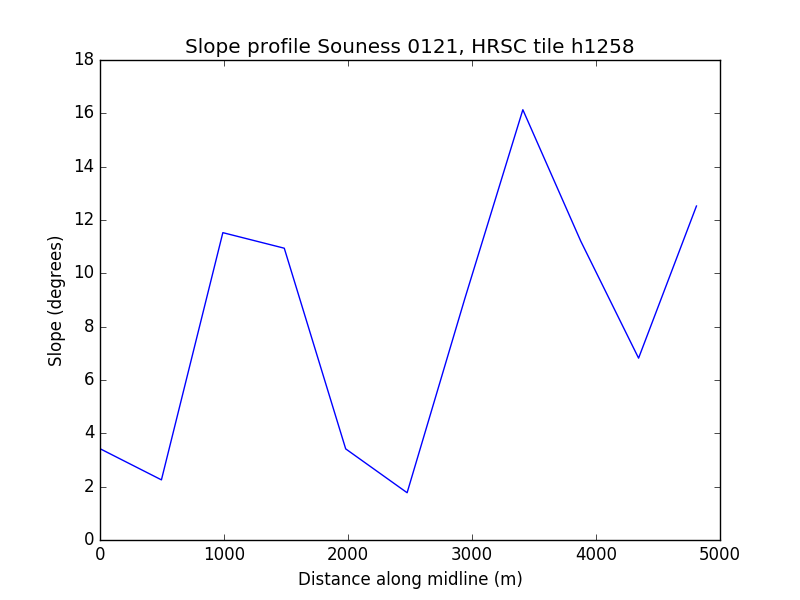 Slope profile Souness 0121, HRSC tile h1258
18
16
14
12
10
8
6
4
2
0
Slope (degrees)
0 1000 2000 3000 4000 5000
Distance along midline (m)